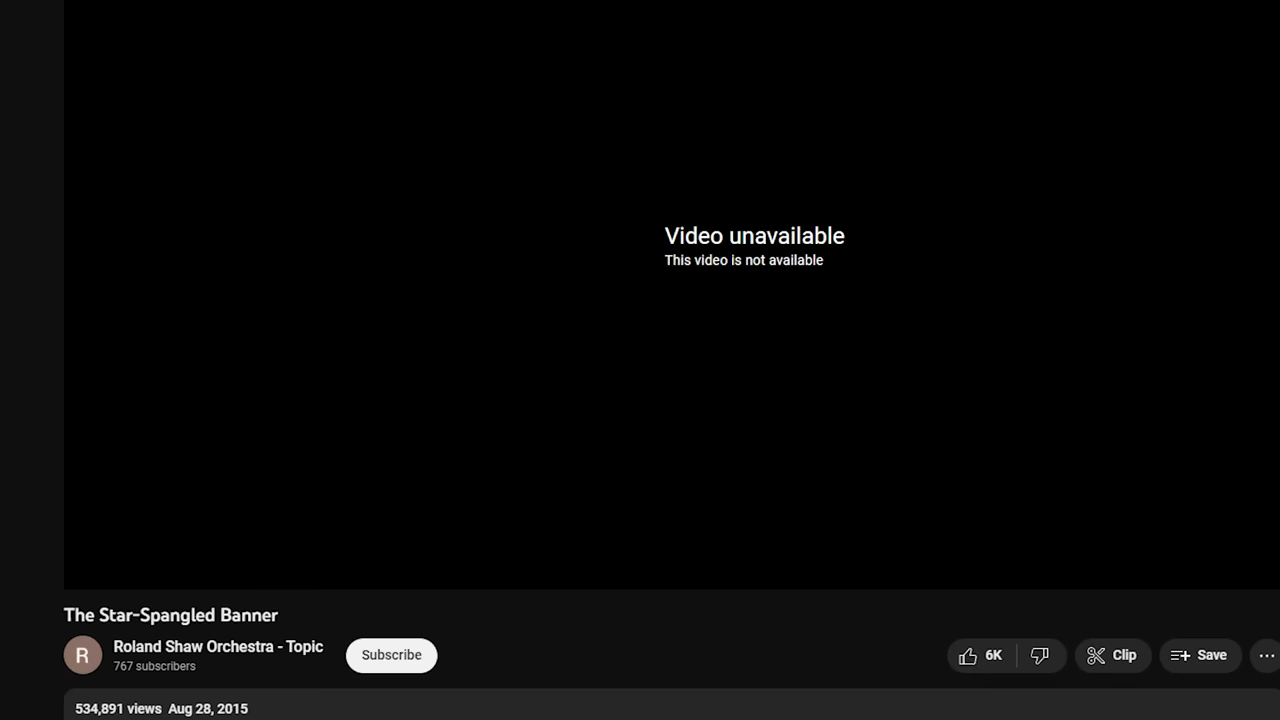 Video unavailable
This video is not available
The Star-Spangled Banner
R
Roland Shaw Orchestra - Topic
767 subscribers
Subscribe
6K
Clip
Save
534,891 views Aug 28, 2015